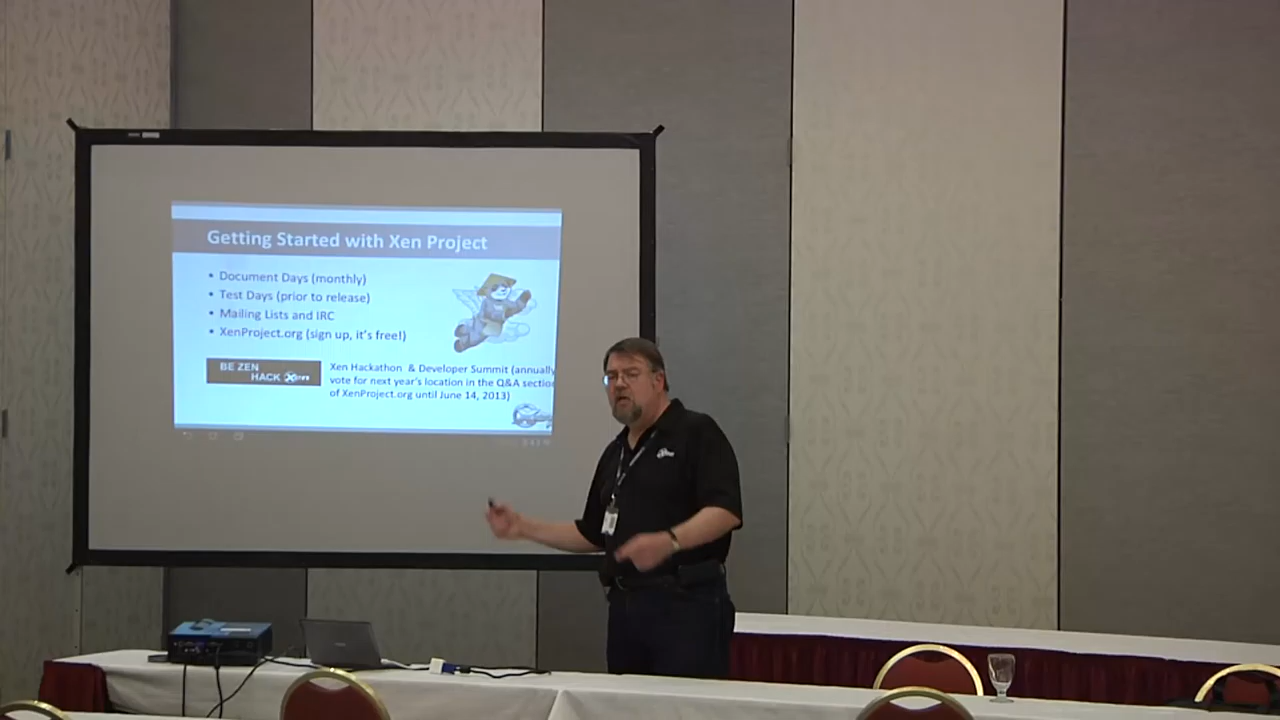 Getting Started with Xen Project
• Document Days (monthly)
• Test Days (prior to release)
• Mailing Lists and IRC
• XenProject.org (sign up, it's free!)
BE ZEN
HACK Xen
Xen Hackathon & Developer Summit (annually
vote for next year's location in the Q&A section
of XenProject.org until June 14, 2013)